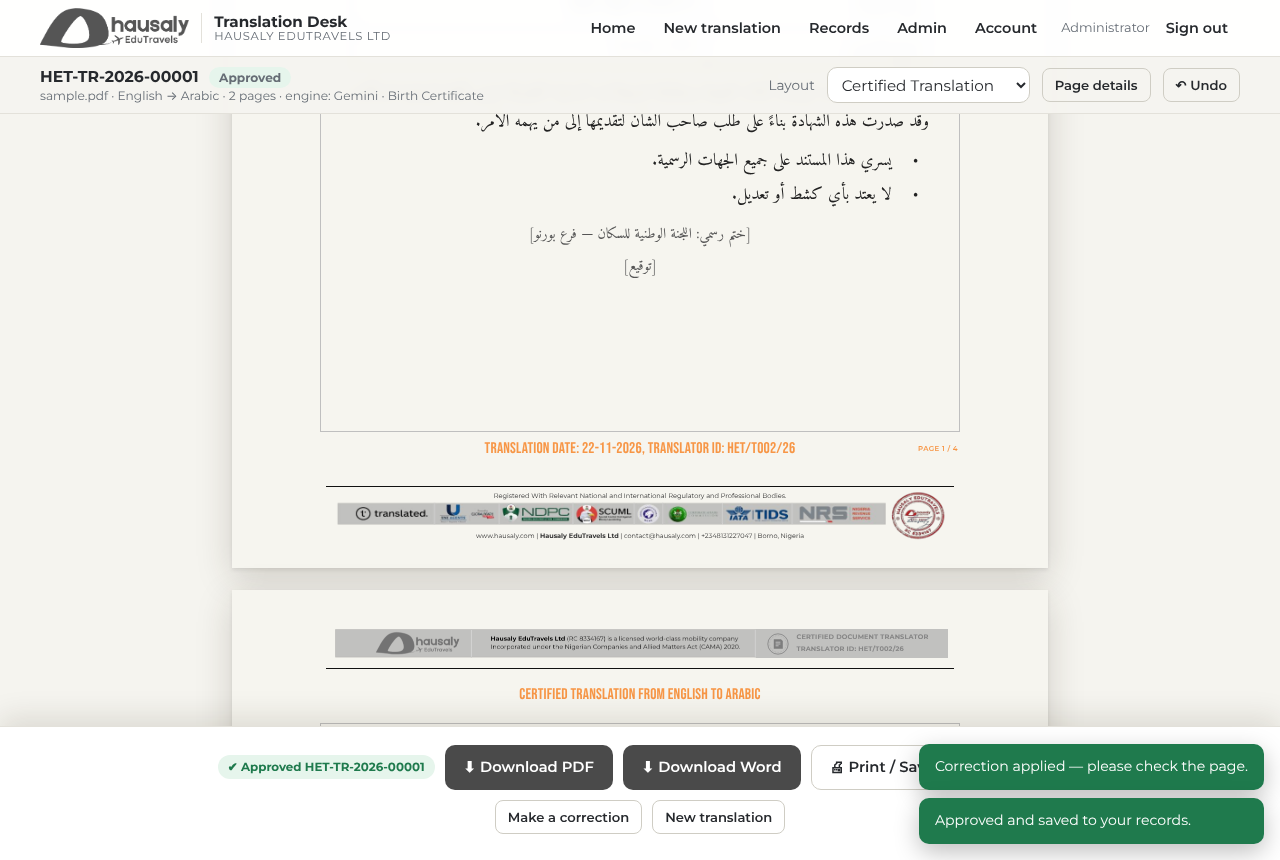 hausaly
EduTravels
Translation Desk
HAUSALY EDUTRAVELS LTD
Home
New translation
Records
Admin
Account
Administrator
Sign out
HET-TR-2026-00001
Approved
sample.pdf · English → Arabic · 2 pages · engine: Gemini · Birth Certificate
Layout
Certified Translation
Page details
↶ Undo
وقد صدرت هذه الشهادة بناءً على طلب صاحب الشأن لتقديمها إلى من يهمه الأمر.
• يسري هذا المستند على جميع الجهات الرسمية.
• لا يعتد بأي كشط أو تعديل.
[ختم رسمي: اللجنة الوطنية للسكان — فرع بورنو]
[توقيع]
TRANSLATION DATE: 22-11-2026, TRANSLATOR ID: HET/T002/26
PAGE 1 / 4
Registered With Relevant National and International Regulatory and Professional Bodies.
translated.
NDPC
SCUML
IATA
TIDS
NRS
www.hausaly.com | Hausaly EduTravels Ltd | contact@hausaly.com | +2348131227047 | Borno, Nigeria
hausaly
EduTravels
Hausaly EduTravels Ltd (RC 8334167) is a licensed world-class mobility company
incorporated under the Nigerian Companies and Allied Matters Act (CAMA) 2020.
CERTIFIED DOCUMENT TRANSLATOR
TRANSLATOR ID: HET/T002/26
CERTIFIED TRANSLATION FROM ENGLISH TO ARABIC
✔ Approved HET-TR-2026-00001
⬇ Download PDF
⬇ Download Word
🖨 Print / Sav
Make a correction
New translation
Correction applied — please check the page.
Approved and saved to your records.